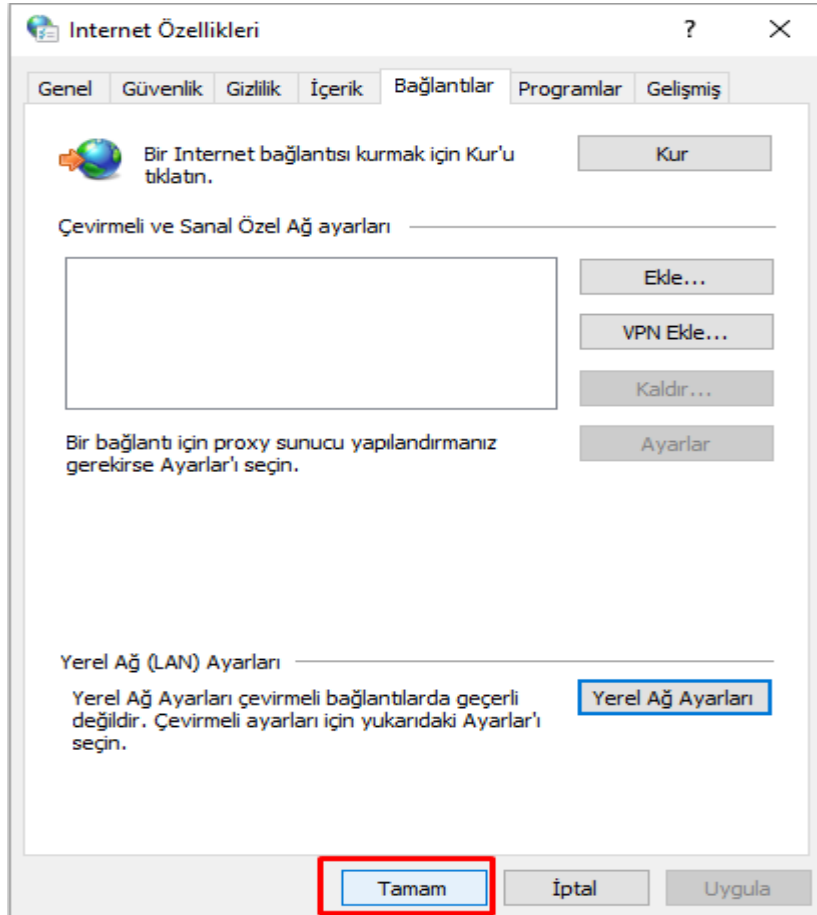 Internet Özellikleri
?
Genel Güvenlik Gizlilik İçerik Bağlantılar Programlar Gelişmiş
Bir Internet bağlantısı kurmak için Kur'u
tıklatın.
Kur
Çevirmeli ve Sanal Özel Ağ ayarları
Ekle...
VPN Ekle...
Kaldır...
Bir bağlantı için proxy sunucu yapılandırmanız
gerekirse Ayarlar'ı seçin.
Ayarlar
Yerel Ağ (LAN) Ayarları
Yerel Ağ Ayarları çevirmeli bağlantılarda geçerli
değildir. Çevirmeli ayarları için yukarıdaki Ayarlar'ı
seçin.
Yerel Ağ Ayarları
Tamam İptal Uygula